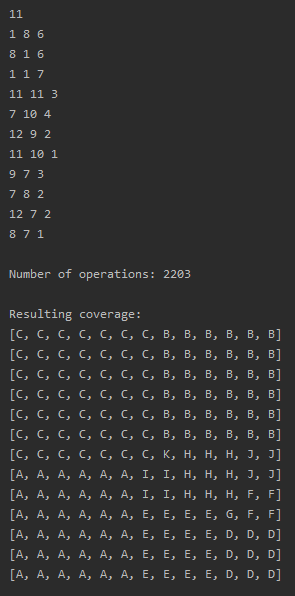 11
1 8 6
8 1 6
1 1 7
11 11 3
7 10 4
12 9 2
11 10 1
9 7 3
7 8 2
12 7 2
8 7 1
Number of operations: 2203
Resulting coverage:
[C, C, C, C, C, C, C, B, B, B, B, B, B]
[C, C, C, C, C, C, C, B, B, B, B, B, B]
[C, C, C, C, C, C, C, B, B, B, B, B, B]
[C, C, C, C, C, C, C, B, B, B, B, B, B]
[C, C, C, C, C, C, C, B, B, B, B, B, B]
[C, C, C, C, C, C, C, B, B, B, B, B, B]
[C, C, C, C, C, C, C, K, H, H, H, J, J]
[A, A, A, A, A, A, I, I, H, H, H, J, J]
[A, A, A, A, A, A, I, I, H, H, H, F, F]
[A, A, A, A, A, A, E, E, E, E, G, F, F]
[A, A, A, A, A, A, E, E, E, E, D, D, D]
[A, A, A, A, A, A, E, E, E, E, D, D, D]
[A, A, A, A, A, A, E, E, E, E, D, D, D]